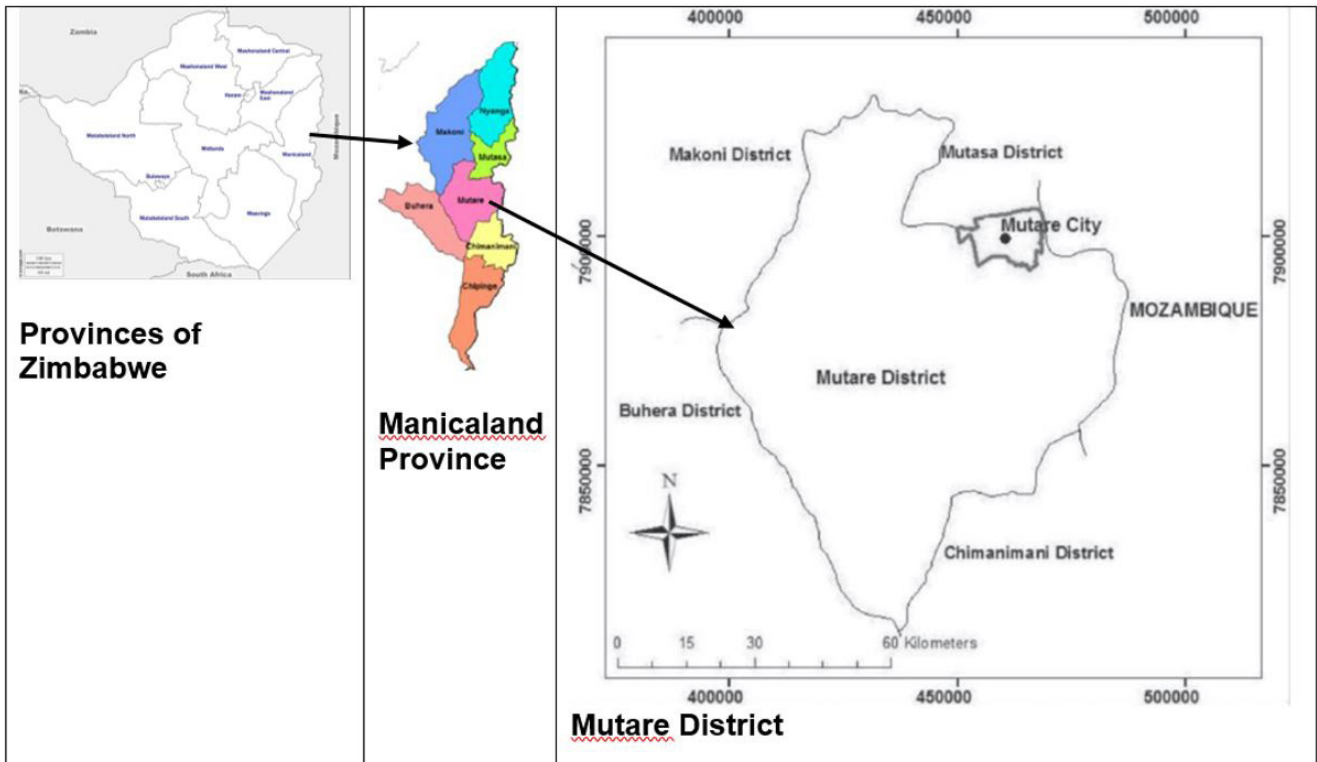 Zambia
Mashonaland Central
Mashonaland West
Harare
Mashonaland
East
Matabeleland North
Midlands
Manicaland
Mozambique
Bulawayo
Masvingo
Matabeleland South
Botswana
South Africa
Provinces of
Zimbabwe
Nyanga
Makoni
Mutasa
Mutare
Buhera
Chimanimani
Chipinge
Manicaland
Province
400000 450000 500000
Makoni District
Mutasa District
Mutare City
7900000
7900000
MOZAMBIQUE
Mutare District
Buhera District
7850000
7850000
N
Chimanimani District
0 15 30 60 Kilometers
400000 450000 500000
Mutare District